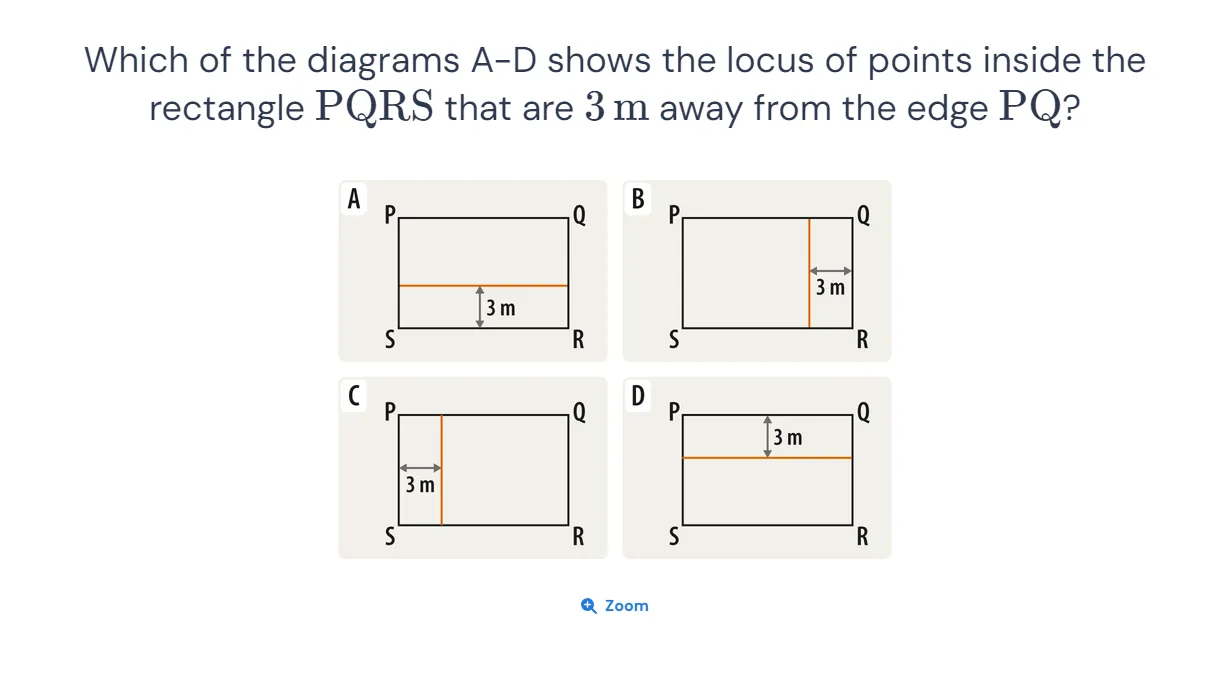 Which of the diagrams A–D shows the locus of points inside the
rectangle PQRS that are 3 m away from the edge PQ?
A
P
Q
3 m
S
R
B
P
Q
3 m
S
R
C
P
Q
3 m
S
R
D
P
Q
3 m
S
R
Zoom